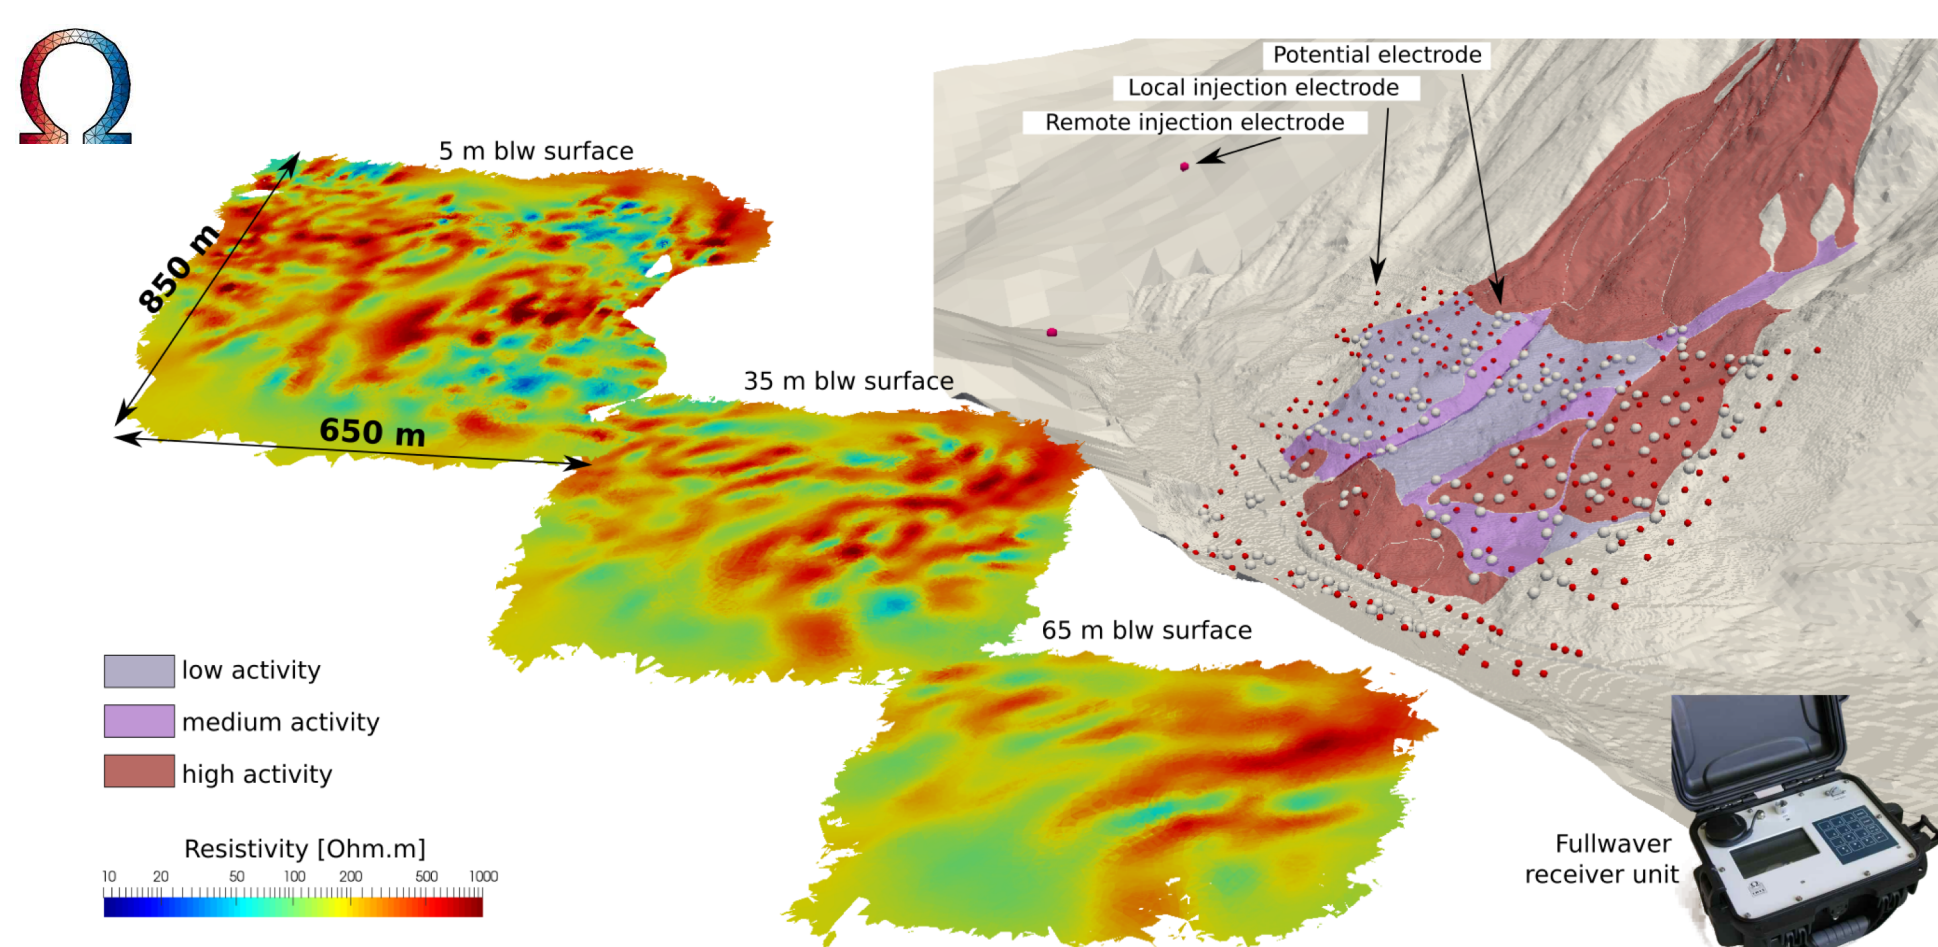 Potential electrode
Local injection electrode
Remote injection electrode
5 m blw surface
850 m
650 m
35 m blw surface
65 m blw surface
low activity
medium activity
high activity
Resistivity [Ohm.m]
10 20 50 100 200 500 1000
Fullwaver
receiver unit